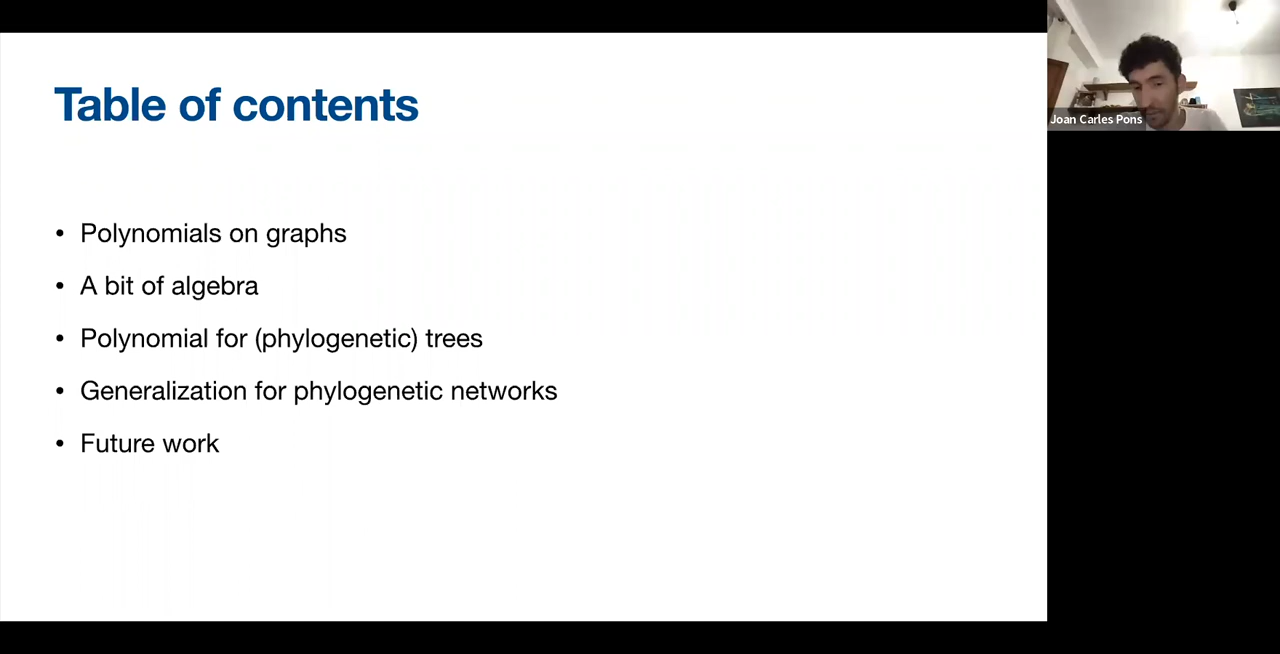 Table of contents
Joan Carles Pons
• Polynomials on graphs
• A bit of algebra
• Polynomial for (phylogenetic) trees
• Generalization for phylogenetic networks
• Future work